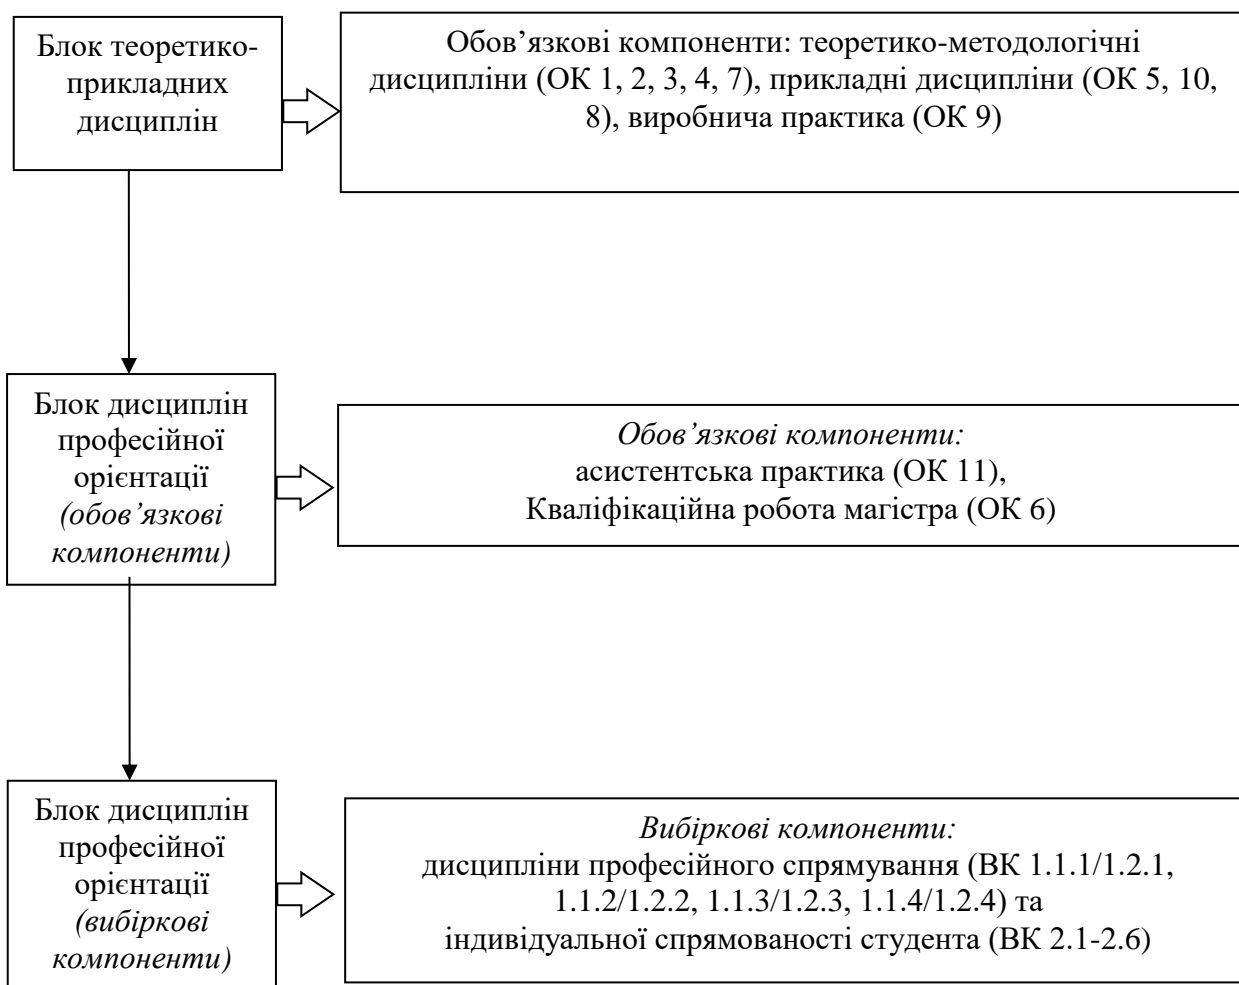 Блок теоретико-
прикладних
дисциплін
Обов’язкові компоненти: теоретико-методологічні
дисципліни (ОК 1, 2, 3, 4, 7), прикладні дисципліни (ОК 5, 10,
8), виробнича практика (ОК 9)
Блок дисциплін
професійної
орієнтації
(обов’язкові
компоненти)
Обов’язкові компоненти:
асистентська практика (ОК 11),
Кваліфікаційна робота магістра (ОК 6)
Блок дисциплін
професійної
орієнтації
(вибіркові
компоненти)
Вибіркові компоненти:
дисципліни професійного спрямування (ВК 1.1.1/1.2.1,
1.1.2/1.2.2, 1.1.3/1.2.3, 1.1.4/1.2.4) та
індивідуальної спрямованості студента (ВК 2.1-2.6)